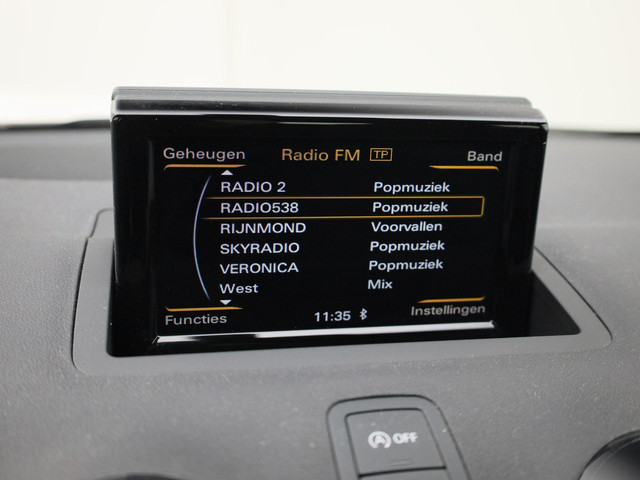 Geheugen Radio FM TP Band
RADIO 2 Popmuziek
RADIO538 Popmuziek
RIJNMOND Voorvallen
SKYRADIO Popmuziek
VERONICA Popmuziek
West Mix
Functies 11:35 Instellingen
A OFF